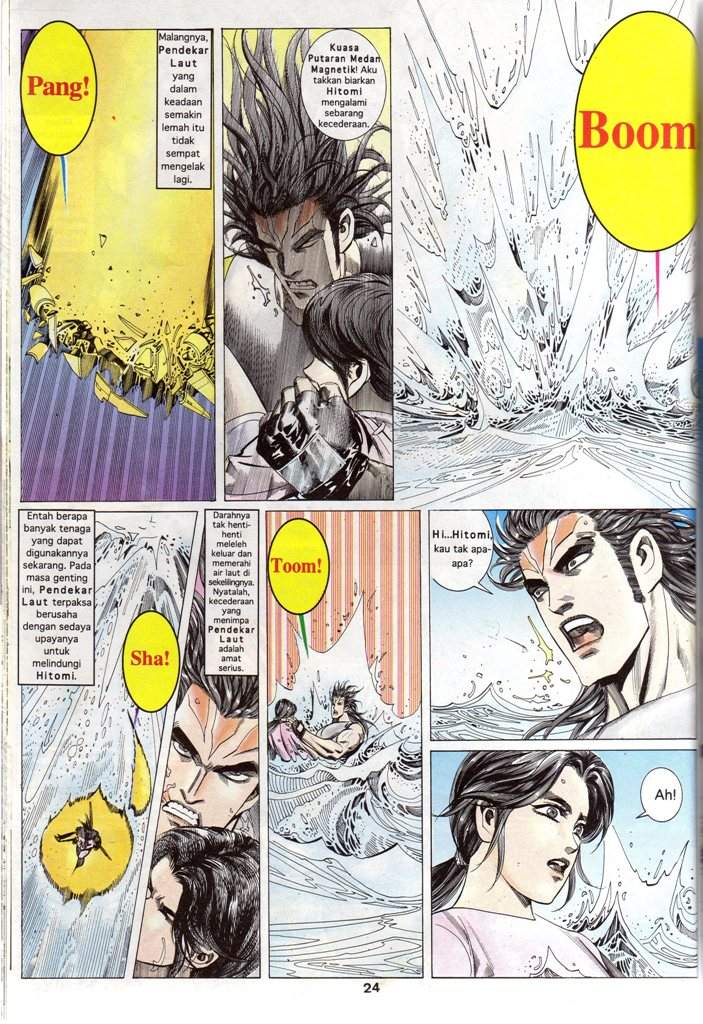 Pang!
Malangnya,
Pendekar
Laut
yang
dalam
keadaan
semakin
lemah itu
tidak
sempat
mengelak
lagi.
Kuasa
Putaran Medan
Magnetik! Aku
takkan biarkan
Hitomi
mengalami
sebarang
kecederaan.
Boom
Entah berapa
banyak tenaga
yang dapat
digunakannya
sekarang. Pada
masa genting
ini, Pendekar
Laut terpaksa
berusaha
dengan sedaya
upayanya
untuk
melindungi
Hitomi.
Sha!
Darahnya
tak henti-
henti
meleleh
keluar dan
memerahi
air laut di
sekelilingnya.
Nyatalah,
kecederaan
yang
menimpa
Pendekar
Laut
adalah
amat
serius.
Toom!
Hi...Hitomi,
kau tak apa-
apa?
Ah!
24